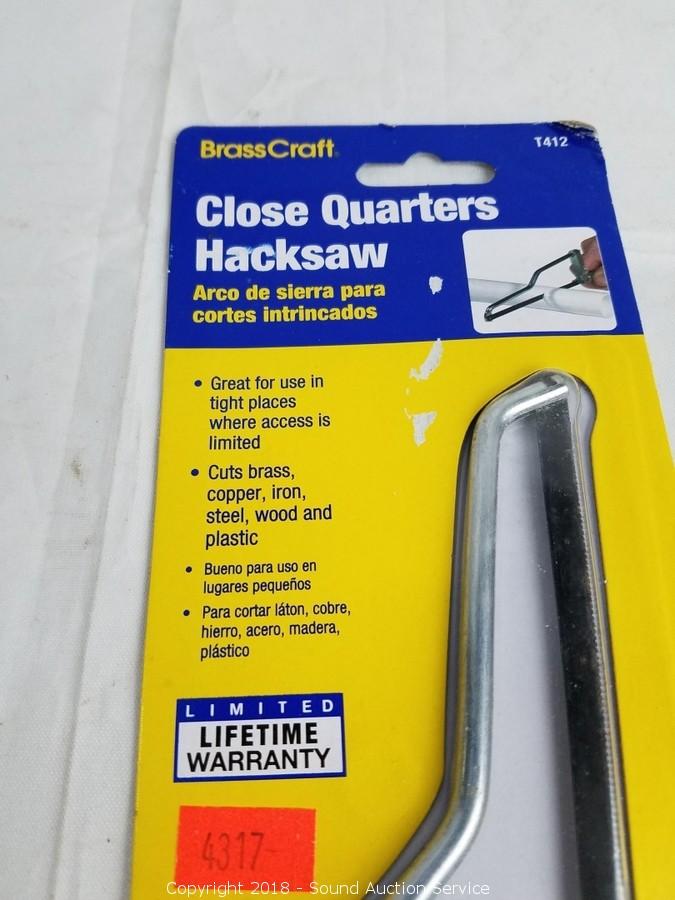 BrassCraft
T412
Close Quarters
Hacksaw
Arco de sierra para
cortes intrincados
• Great for use in
tight places
where access is
limited
• Cuts brass,
copper, iron,
steel, wood and
plastic
• Bueno para uso en
lugares pequeños
• Para cortar láton, cobre,
hierro, acero, madera,
plástico
LIMITED
LIFETIME
WARRANTY
4317-
Copyright 2018 - Sound Auction Service